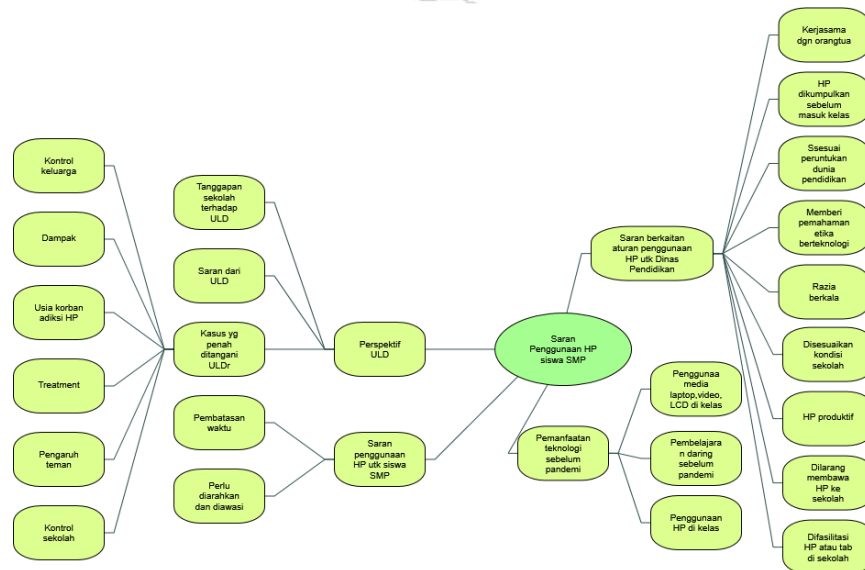 Kontrol
keluarga
Dampak
Usia korban
adiksi HP
Treatment
Pengaruh
teman
Kontrol
sekolah
Tanggapan
sekolah
terhadap
ULD
Saran dari
ULD
Kasus yg
penah
ditangani
ULDr
Pembatasan
waktu
Perlu
diarahkan
dan diawasi
Perspektif
ULD
Saran
penggunaan
HP utk siswa
SMP
Saran
Penggunaan HP
siswa SMP
Saran berkaitan
aturan penggunaan
HP utk Dinas
Pendidikan
Pemanfaatan
teknologi
sebelum
pandemi
Penggunaa
media
laptop,video,
LCD di kelas
Pembelajara
n daring
sebelum
pandemi
Penggunaan
HP di kelas
Kerjasama
dgn orangtua
HP
dikumpulkan
sebelum
masuk kelas
Ssesuai
peruntukan
dunia
pendidikan
Memberi
pemahaman
etika
berteknologi
Razia
berkala
Disesuaikan
kondisi
sekolah
HP produktif
Dilarang
membawa
HP ke
sekolah
Difasilitasi
HP atau tab
di sekolah